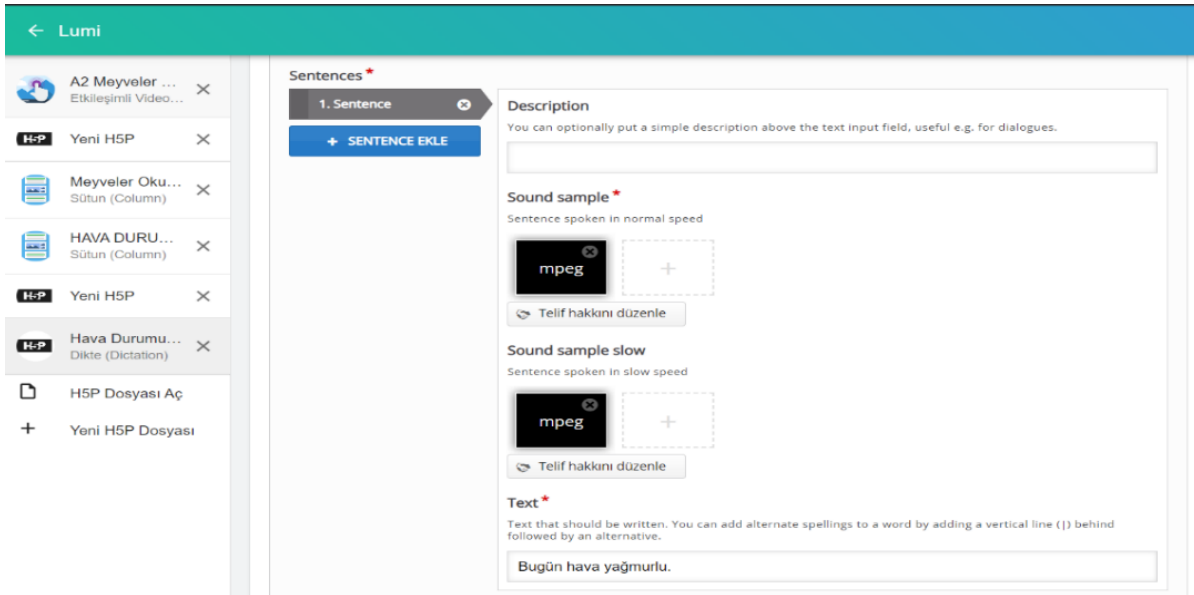 ← Lumi
A2 Meyveler ...
Etkileşimli Video...
H-P Yeni H5P
Meyveler Oku...
Sütun (Column)
HAVA DURU...
Sütun (Column)
H-P Yeni H5P
H-P Hava Durumu...
Dikte (Dictation)
H5P Dosyası Aç
+ Yeni H5P Dosyası
Sentences*
1. Sentence
+ SENTENCE EKLE
Description
You can optionally put a simple description above the text input field, useful e.g. for dialogues.
Sound sample*
Sentence spoken in normal speed
mpeg +
Telif hakkını düzenle
Sound sample slow
Sentence spoken in slow speed
mpeg +
Telif hakkını düzenle
Text*
Text that should be written. You can add alternate spellings to a word by adding a vertical line (|) behind
followed by an alternative.
Bugün hava yağmurlu.